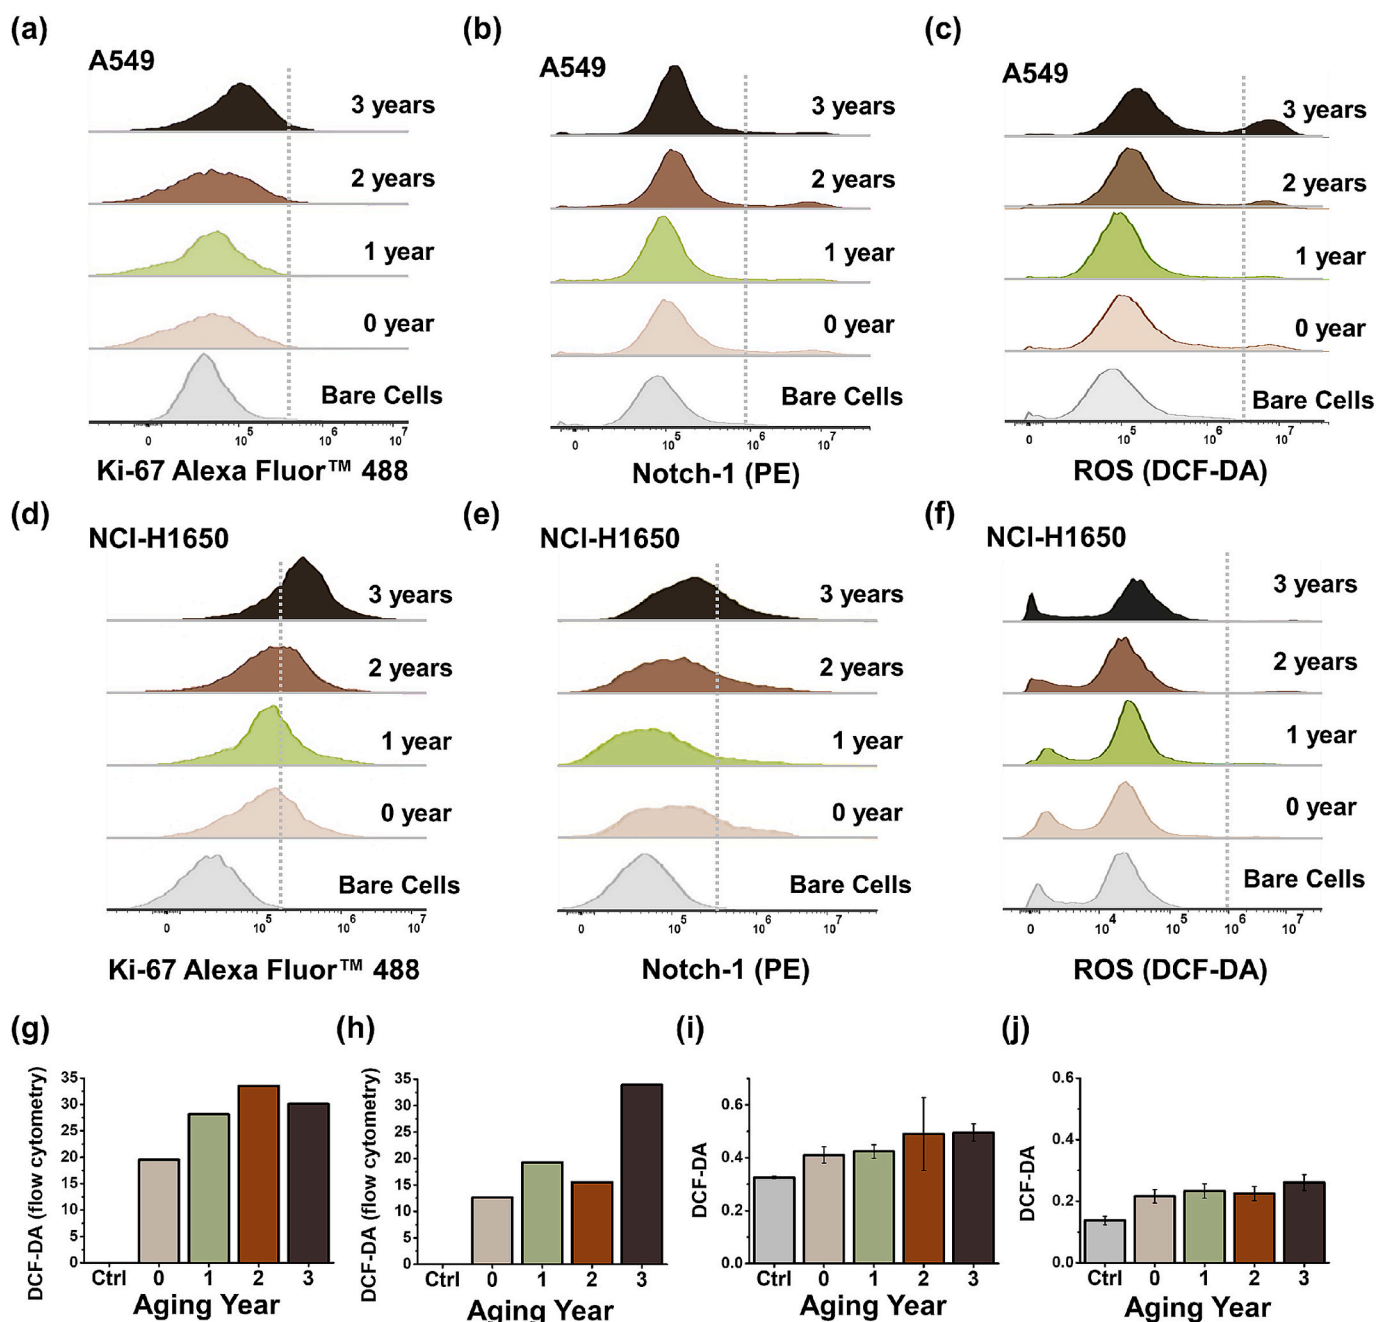 (a)
A549
3 years
2 years
1 year
0 year
Bare Cells
0 10^5 10^6 10^7
Ki-67 Alexa Fluor™ 488
(b)
A549
3 years
2 years
1 year
0 year
Bare Cells
0 10^5 10^6 10^7
Notch-1 (PE)
(c)
A549
3 years
2 years
1 year
0 year
Bare Cells
0 10^5 10^6 10^7
ROS (DCF-DA)
(d)
NCI-H1650
3 years
2 years
1 year
0 year
Bare Cells
0 10^5 10^6 10^7
Ki-67 Alexa Fluor™ 488
(e)
NCI-H1650
3 years
2 years
1 year
0 year
Bare Cells
0 10^5 10^6 10^7
Notch-1 (PE)
(f)
NCI-H1650
3 years
2 years
1 year
0 year
Bare Cells
0 10^4 10^5 10^6 10^7
ROS (DCF-DA)
(g)
DCF-DA (flow cytometry)
35
30
25
20
15
10
5
0
Ctrl 0 1 2 3
Aging Year
(h)
DCF-DA (flow cytometry)
35
30
25
20
15
10
5
0
Ctrl 0 1 2 3
Aging Year
(i)
DCF-DA
0.6
0.4
0.2
0.0
Ctrl 0 1 2 3
Aging Year
(j)
DCF-DA
0.6
0.4
0.2
0.0
Ctrl 0 1 2 3
Aging Year